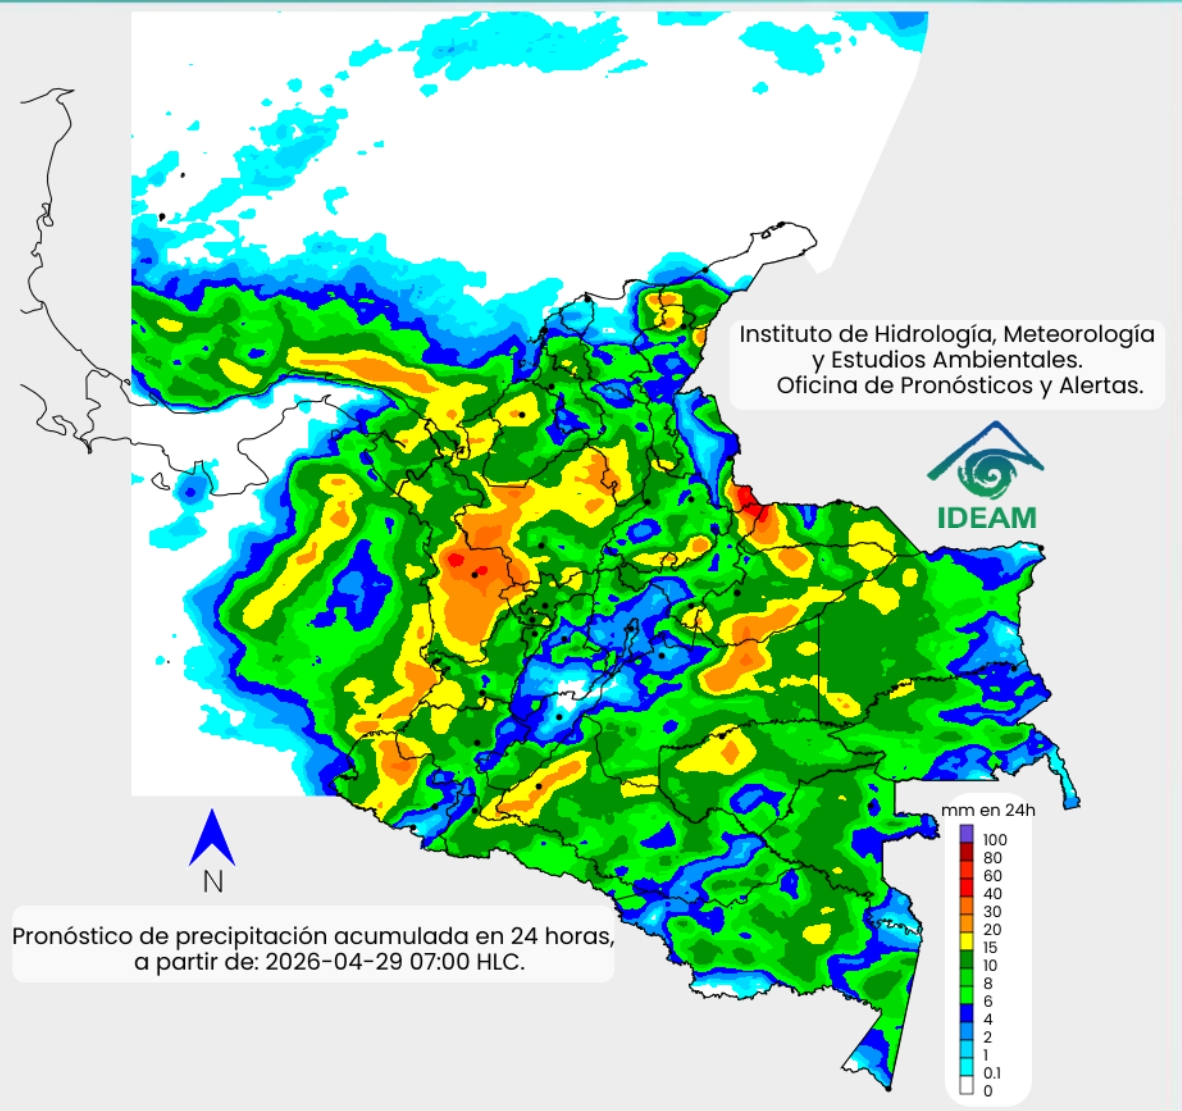 Instituto de Hidrología, Meteorología
y Estudios Ambientales.
Oficina de Pronósticos y Alertas.
IDEAM
mm en 24h
100
80
60
40
30
20
15
10
8
6
4
2
1
0.1
0
N
Pronóstico de precipitación acumulada en 24 horas,
a partir de: 2026-04-29 07:00 HLC.